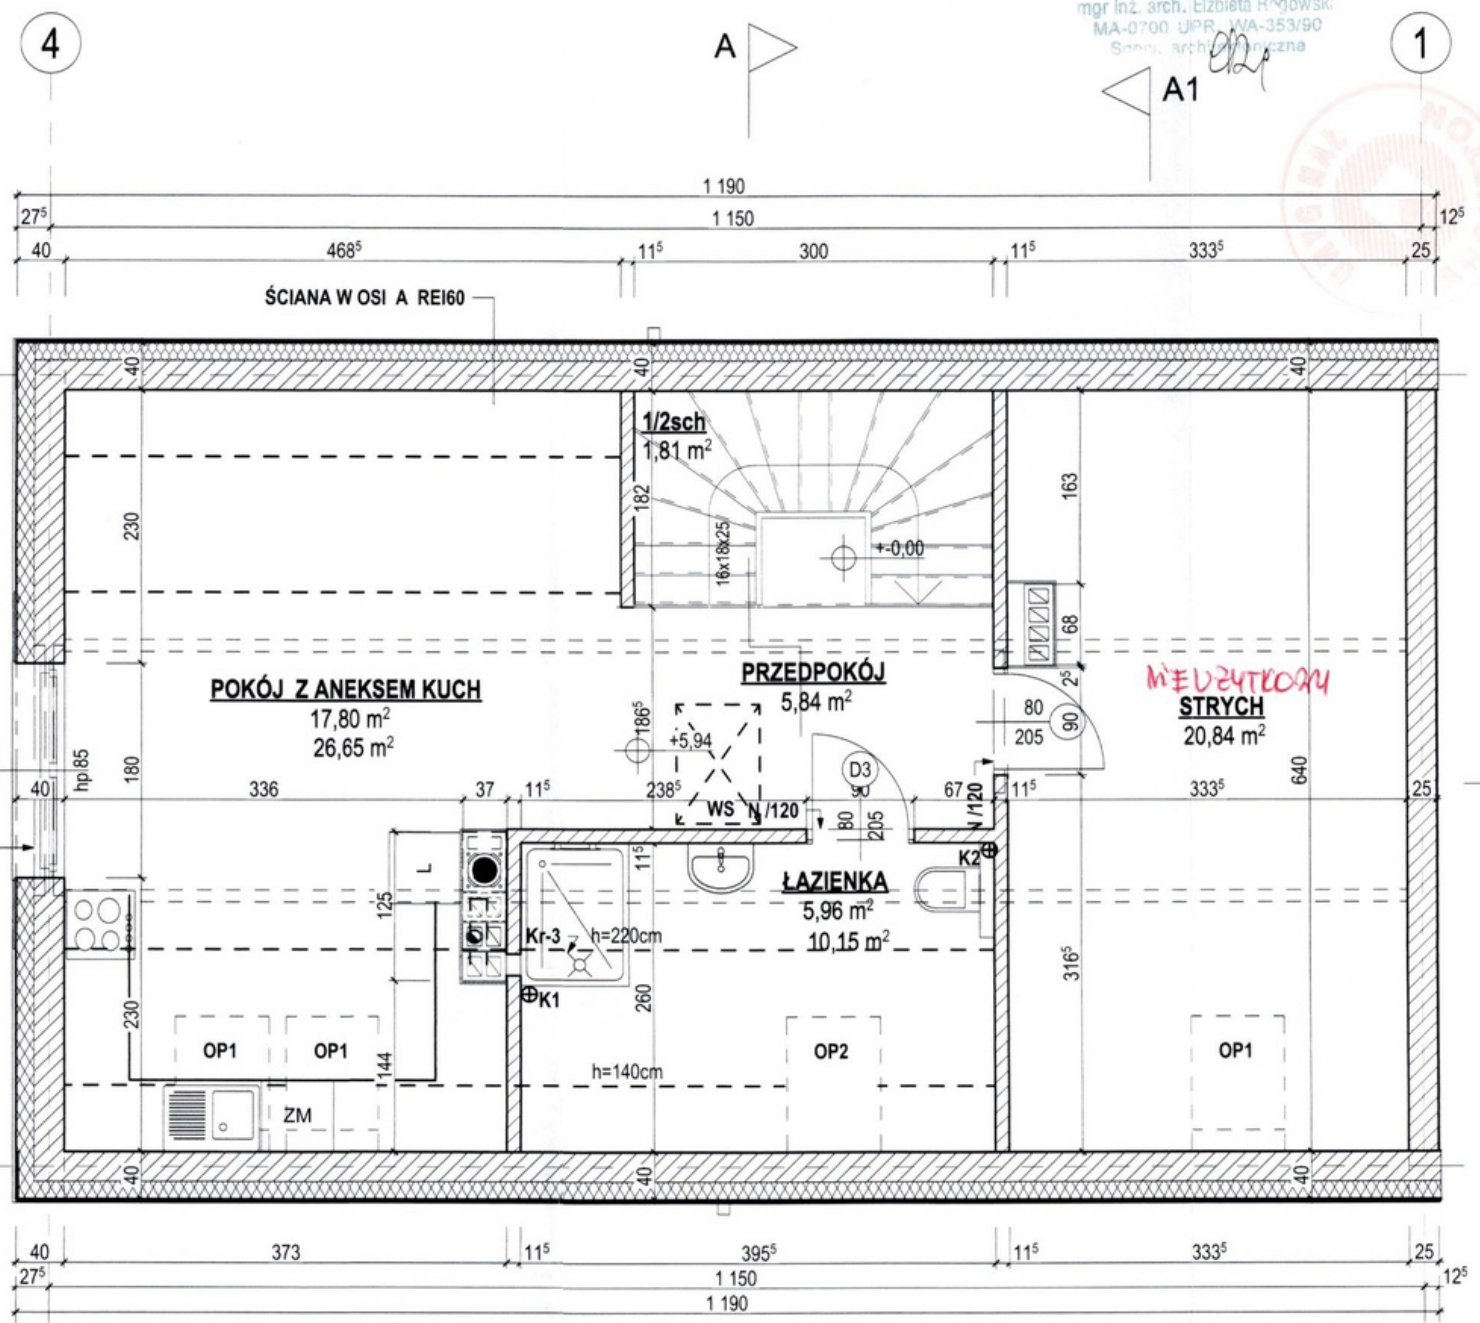 4
A
mgr inż. arch. Elżbieta
MA-0700 UPR. WA-353/90
A1
1
1 190
27⁵ 1 150 12⁵
40 468⁵ 11⁵ 300 11⁵ 333⁵ 25
ŚCIANA W OSI A REI60
40 40 40
1/2sch
1,81 m²
230 182 163
16x18x25
+-0,00
68
2⁵
POKÓJ Z ANEKSEM KUCH
17,80 m²
26,65 m²
PRZEDPOKÓJ
5,84 m²
STRYCH
20,84 m²
hp|85
180
186⁵
+5,94
80
205
90
640
D3
40 336 37 11⁵ 238⁵ 90 67 11⁵ 333⁵ 25
WS N /120
80
205
N /120
K2
L
125
11⁵
ŁAZIENKA
5,96 m²
10,15 m²
Kr-3 h=220cm
K1
316⁵
230
260
OP1 OP1 OP2 OP1
144
h=140cm
ZM
40 40 40
40 373 11⁵ 395⁵ 11⁵ 333⁵ 25
27⁵ 1 150 12⁵
1 190